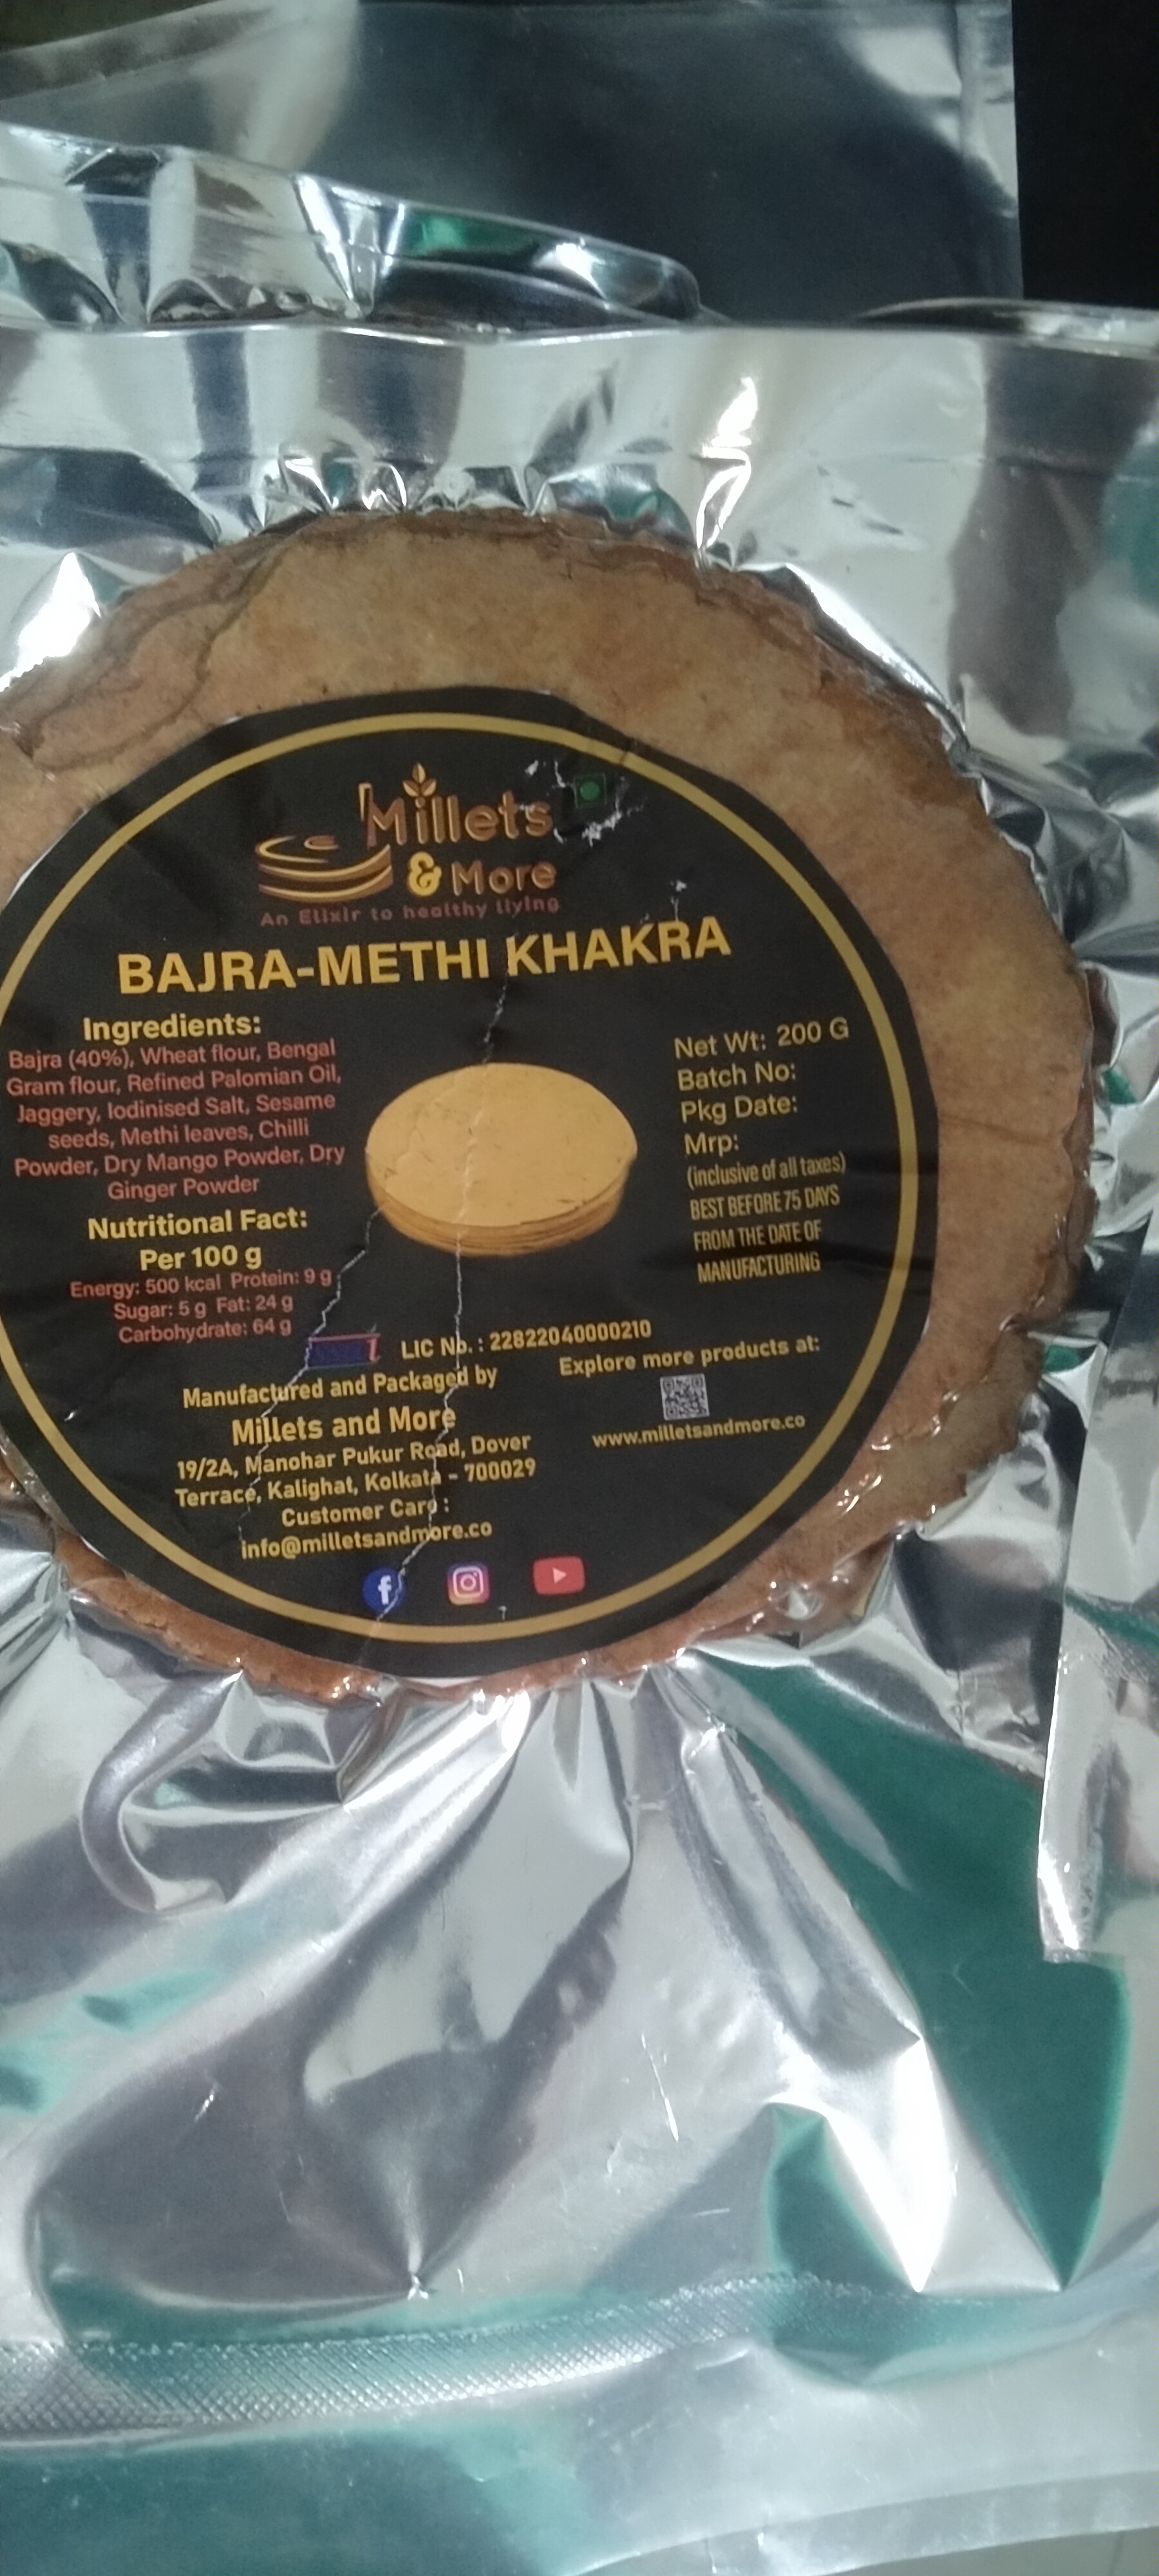 Millets
& More
An Elixir to healthy living
BAJRA-METHI KHAKRA
Ingredients:
Bajra (40%), Wheat flour, Bengal
Gram flour, Refined Palomian Oil,
Jaggery, Iodinised Salt, Sesame
seeds, Methi leaves, Chilli
Powder, Dry Mango Powder, Dry
Ginger Powder
Nutritional Fact:
Per 100 g
Energy: 500 kcal Protein: 9 g
Sugar: 5 g Fat: 24 g
Carbohydrate: 64 g
Net Wt: 200 G
Batch No:
Pkg Date:
Mrp:
(inclusive of all taxes)
BEST BEFORE 75 DAYS
FROM THE DATE OF
MANUFACTURING
LIC No. : 22822040000210
Manufactured and Packaged by
Millets and More
19/2A, Manohar Pukur Road, Dover
Terrace, Kalighat, Kolkata - 700029
Customer Care :
info@milletsandmore.co
Explore more products at:
www.milletsandmore.co